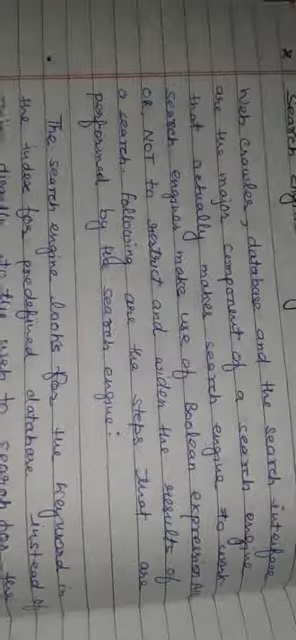 * Search Engine
Web crawler, database and the search interface
are the major component of a search engine
that actually makes search engine to work
search engines make use of Boolean expression
OR, NOT to restrict and widen the results of
a search. Following are the steps that are
performed by the search engine:
• The search engine looks for the keyword in
the index for predefined database instead of
directly to the web to search for the